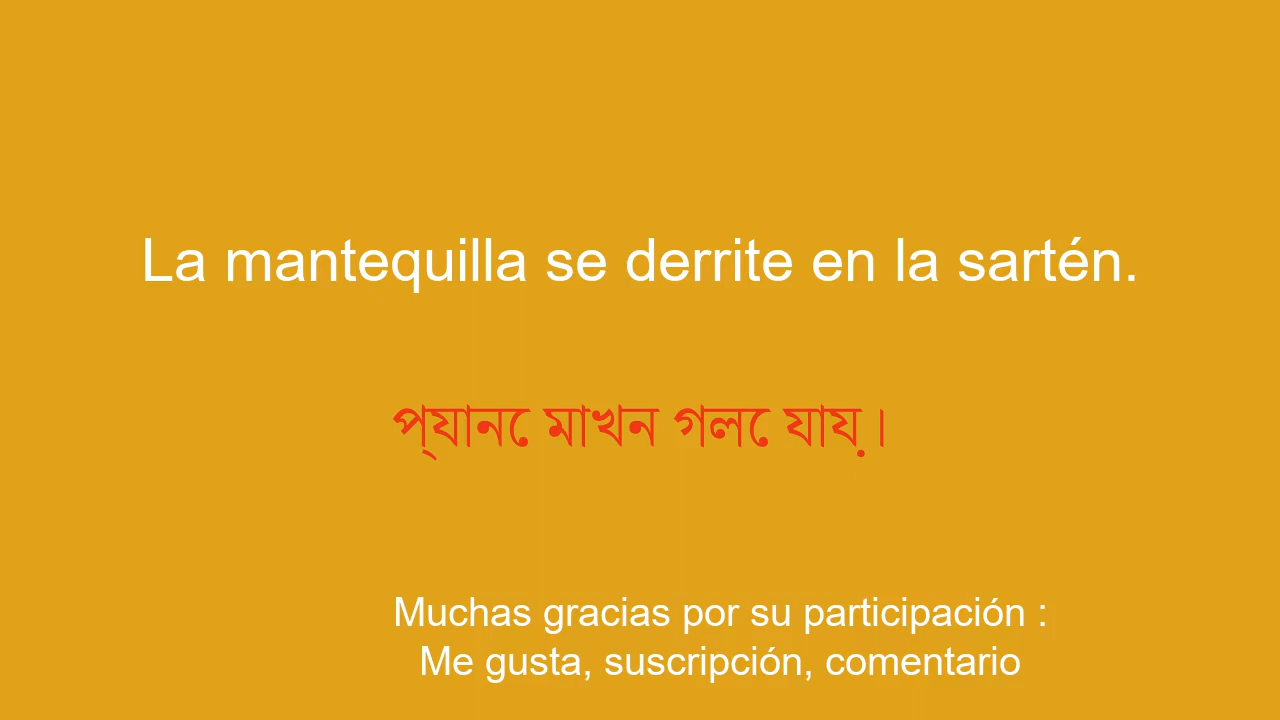 La mantequilla se derrite en la sartén.
প্যানে মাখন গলে যায়।
Muchas gracias por su participación :
Me gusta, suscripción, comentario